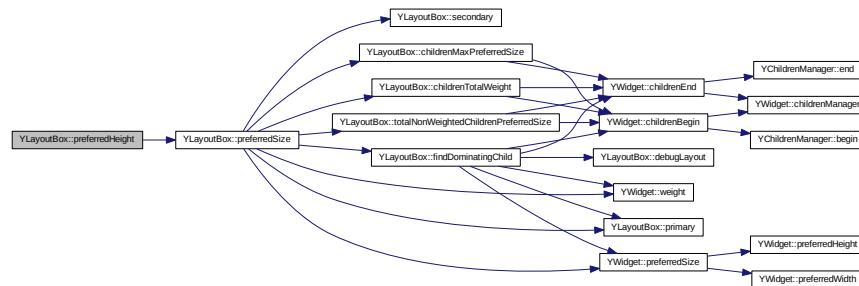 YLayoutBox::preferredHeight
YLayoutBox::preferredSize
YLayoutBox::secondary
YLayoutBox::childrenMaxPreferredSize
YLayoutBox::childrenTotalWeight
YLayoutBox::totalNonWeightedChildrenPreferredSize
YLayoutBox::findDominatingChild
YWidget::childrenEnd
YWidget::childrenBegin
YLayoutBox::debugLayout
YWidget::weight
YLayoutBox::primary
YWidget::preferredSize
YChildrenManager::end
YWidget::childrenManager
YChildrenManager::begin
YWidget::preferredHeight
YWidget::preferredWidth